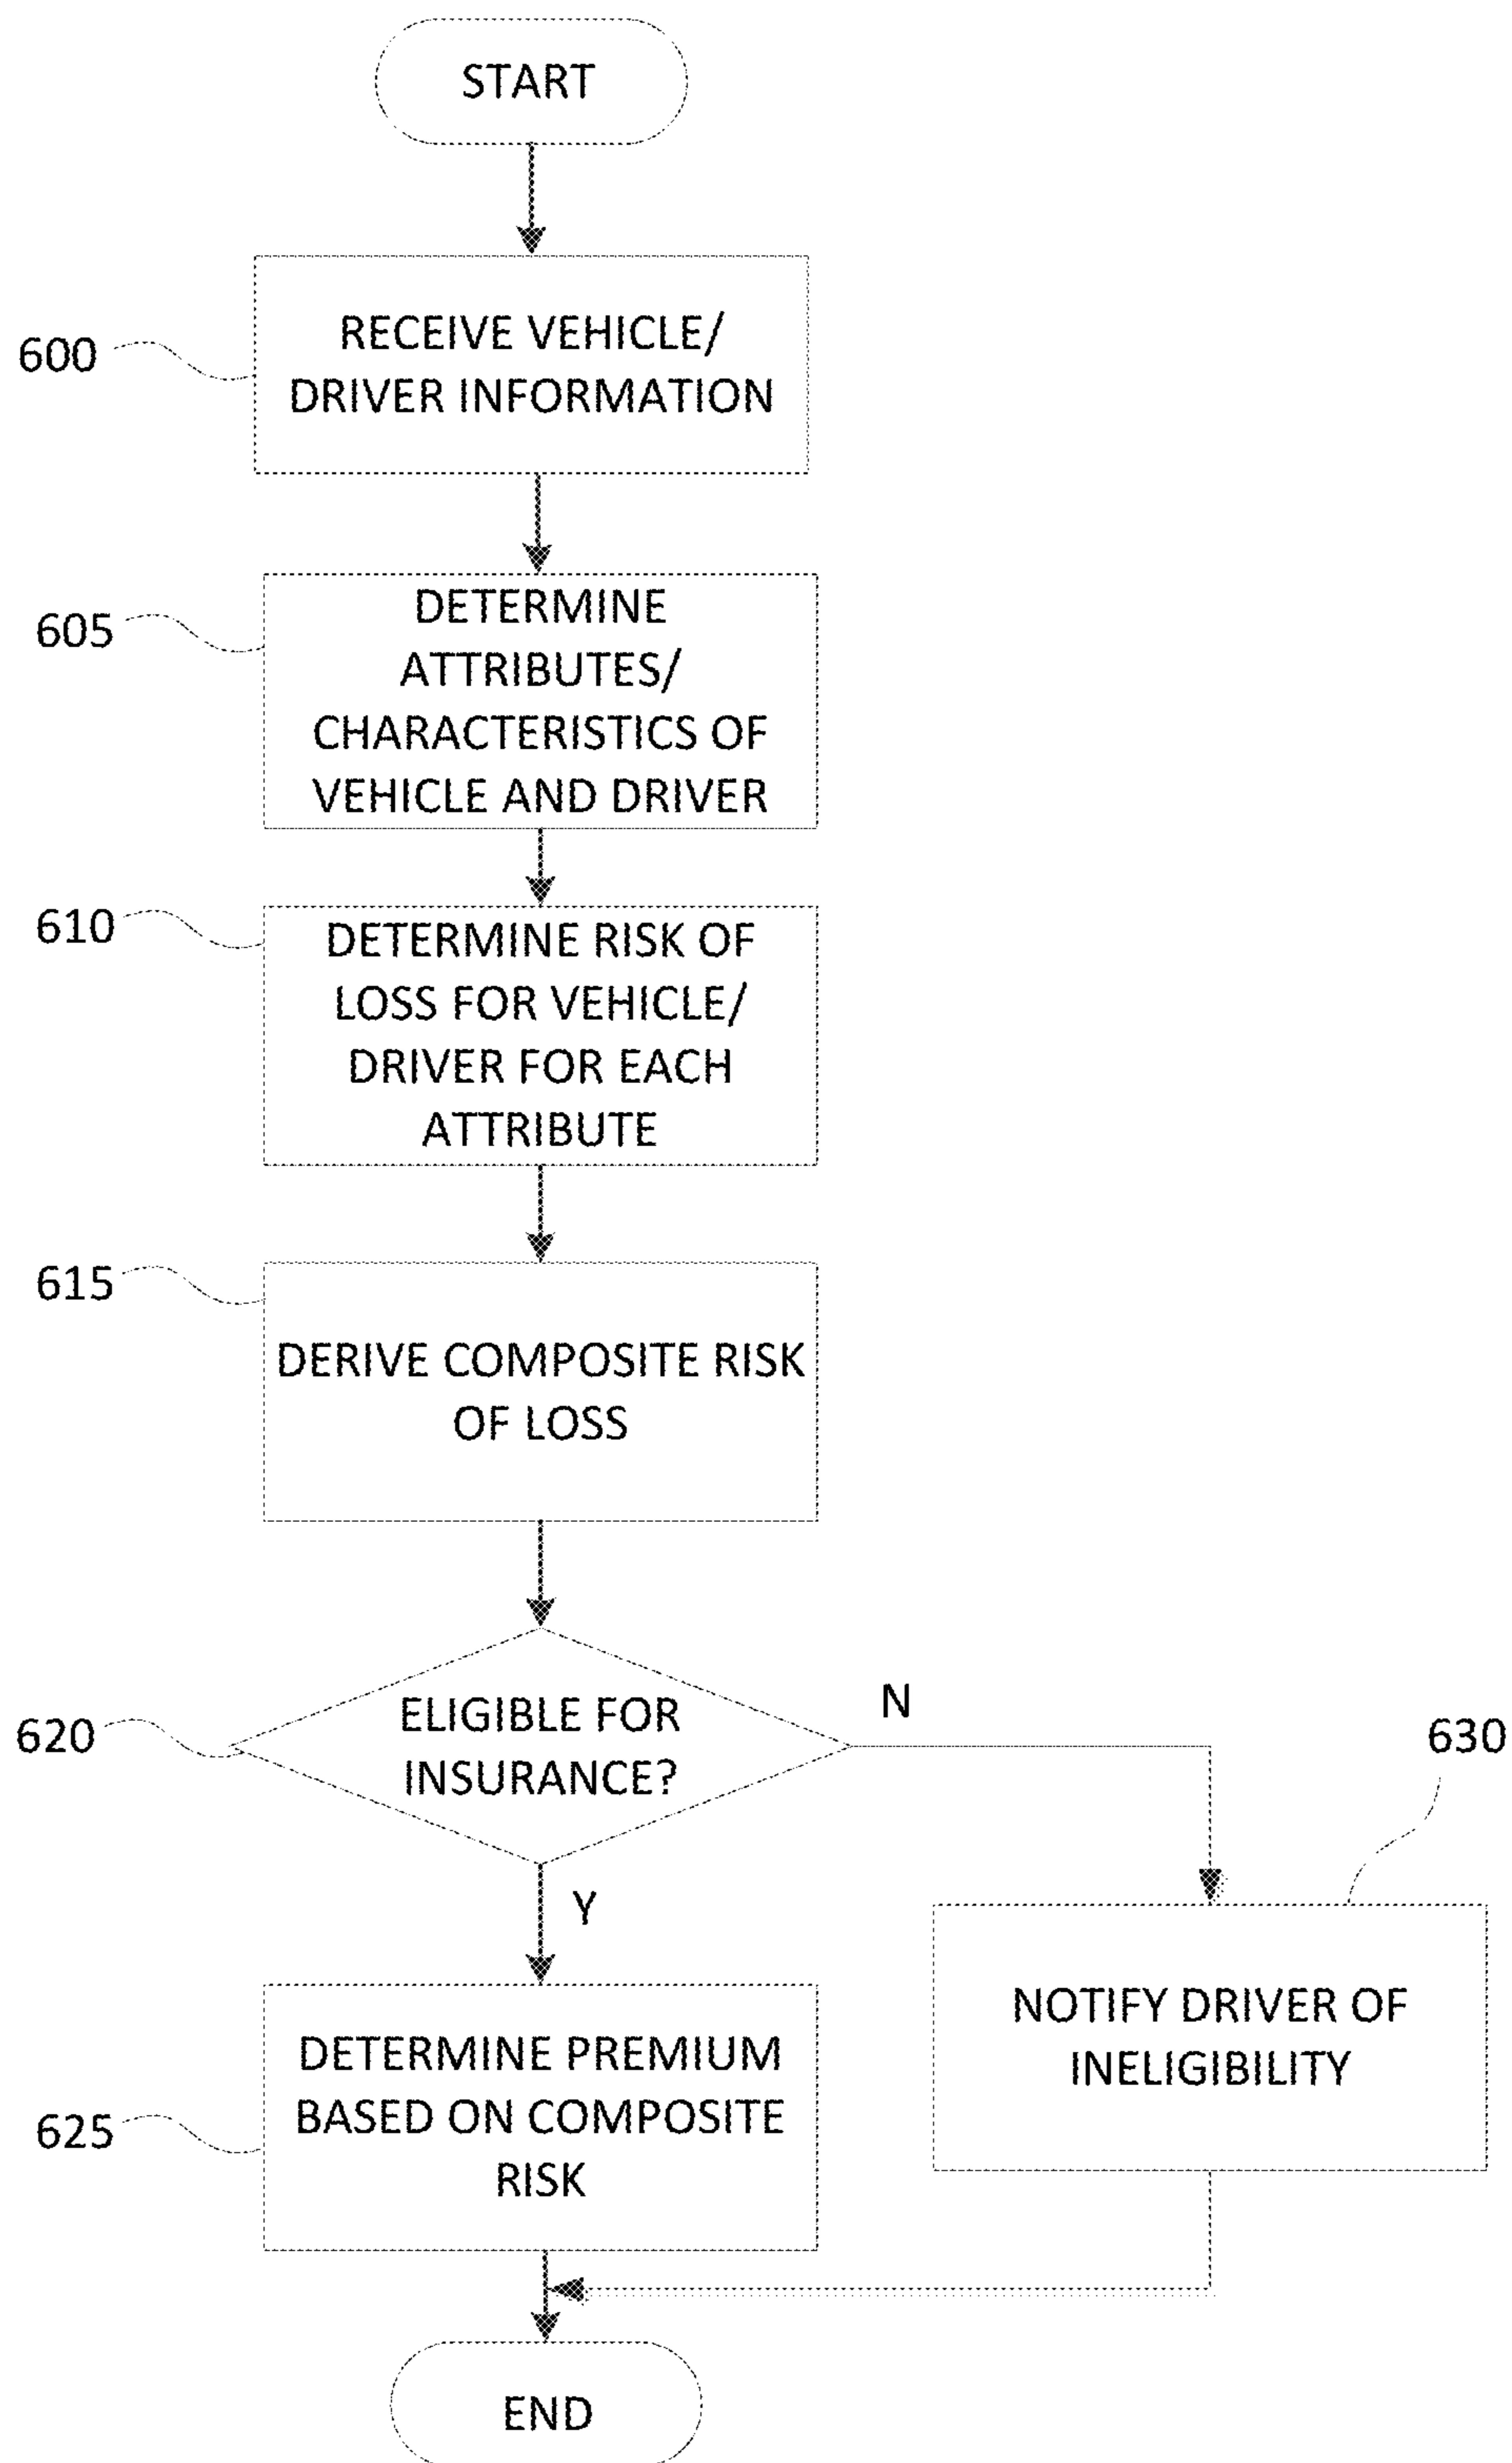 START
600
RECEIVE VEHICLE/
DRIVER INFORMATION
605
DETERMINE
ATTRIBUTES/
CHARACTERISTICS OF
VEHICLE AND DRIVER
610
DETERMINE RISK OF
LOSS FOR VEHICLE/
DRIVER FOR EACH
ATTRIBUTE
615
DERIVE COMPOSITE RISK
OF LOSS
620
ELIGIBLE FOR
INSURANCE?
N
630
Y
NOTIFY DRIVER OF
INELIGIBILITY
625
DETERMINE PREMIUM
BASED ON COMPOSITE
RISK
END